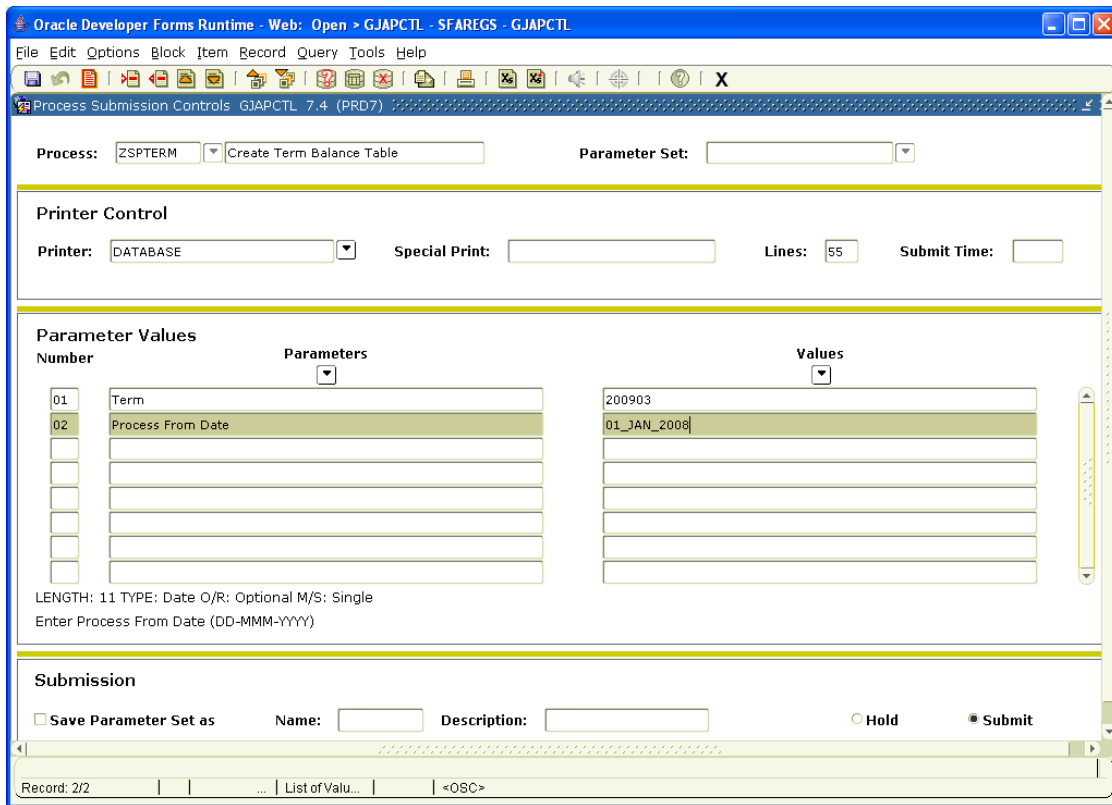 Oracle Developer Forms Runtime - Web: Open > GJAPCTL - SFAREGS - GJAPCTL
File Edit Options Block Item Record Query Tools Help
X
Process Submission Controls GJAPCTL 7.4 (PRD7)
Process: ZSPTERM Create Term Balance Table Parameter Set:
Printer Control
Printer: DATABASE Special Print: Lines: 55 Submit Time:
Parameter Values
Number Parameters Values
01 Term 200903
02 Process From Date 01_JAN_2008
LENGTH: 11 TYPE: Date O/R: Optional M/S: Single
Enter Process From Date (DD-MMM-YYYY)
Submission
Save Parameter Set as Name: Description: Hold Submit
Record: 2/2 ... List of Valu... <OSC>